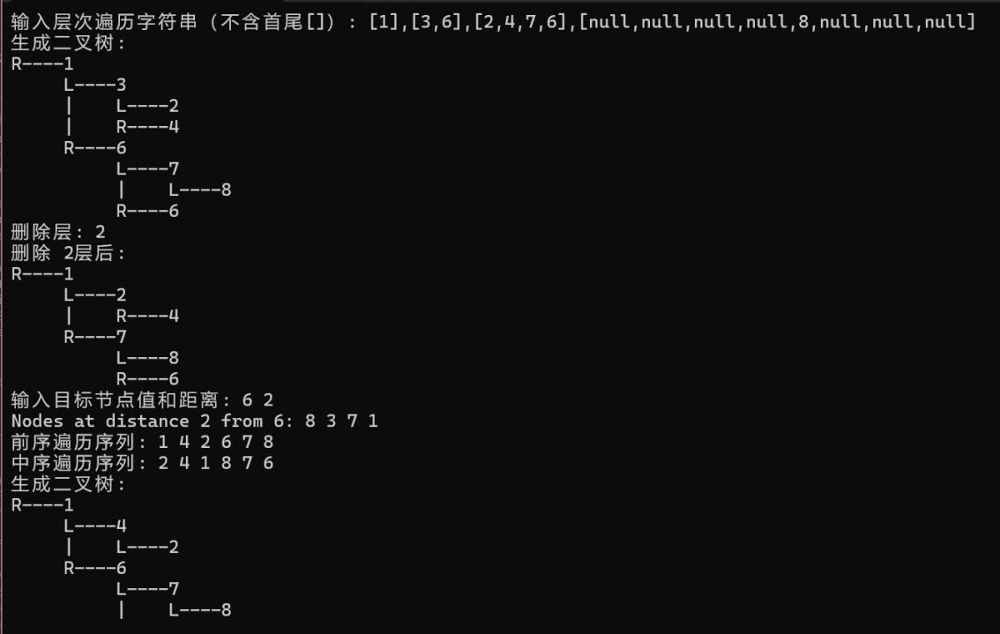 输入层次遍历字符串（不含首尾[]）: [1],[3,6],[2,4,7,6],[null,null,null,null,8,null,null,null]
生成二叉树:
R----1
     L----3
     |    L----2
     |    R----4
     R----6
          L----7
          |    L----8
          R----6
删除层: 2
删除 2层后:
R----1
     L----2
     |    R----4
     R----7
          L----8
          R----6
输入目标节点值和距离: 6 2
Nodes at distance 2 from 6: 8 3 7 1
前序遍历序列: 1 4 2 6 7 8
中序遍历序列: 2 4 1 8 7 6
生成二叉树:
R----1
     L----4
     |    L----2
     R----6
          L----7
          |    L----8